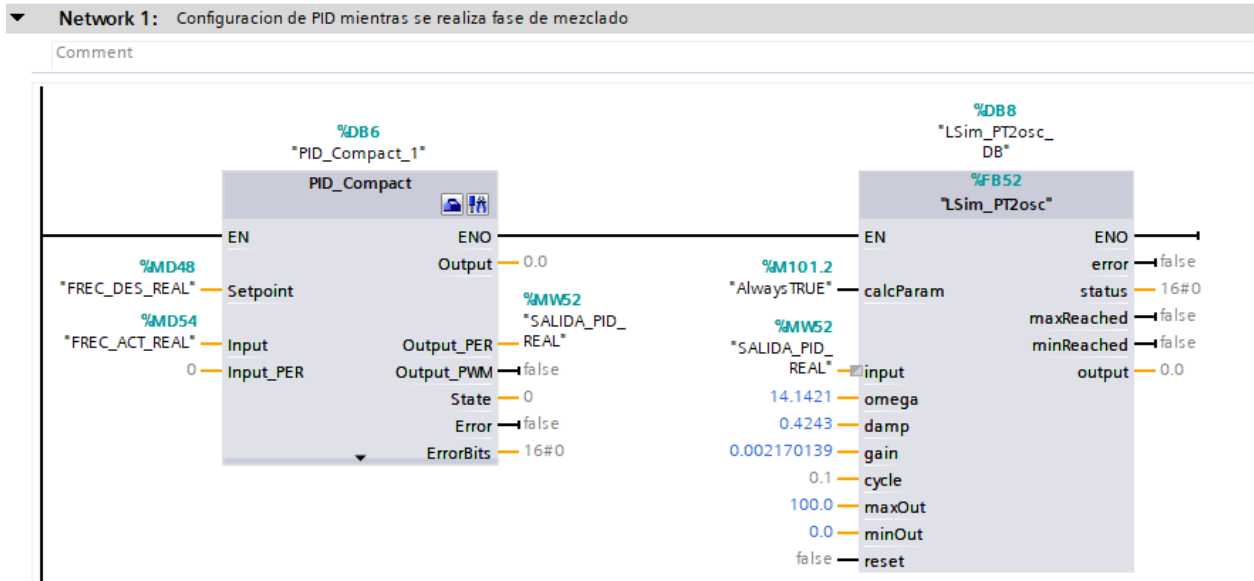 Network 1: Configuracion de PID mientras se realiza fase de mezclado
Comment
%DB6
"PID_Compact_1"
PID_Compact
EN
ENO
Output
0.0
%MD48
"FREC_DES_REAL"
Setpoint
%MD54
"FREC_ACT_REAL"
Input
%MW52
"SALIDA_PID_
REAL"
Output_PER
0
Input_PER
Output_PWM
false
State
0
Error
false
ErrorBits
16#0
%DB8
"LSim_PT2osc_
DB"
%FB52
"LSim_PT2osc"
EN
ENO
%M101.2
"AlwaysTRUE"
calcParam
error
false
status
16#0
%MW52
"SALIDA_PID_
REAL"
input
maxReached
false
minReached
false
output
0.0
14.1421
omega
0.4243
damp
0.002170139
gain
0.1
cycle
100.0
maxOut
0.0
minOut
false
reset